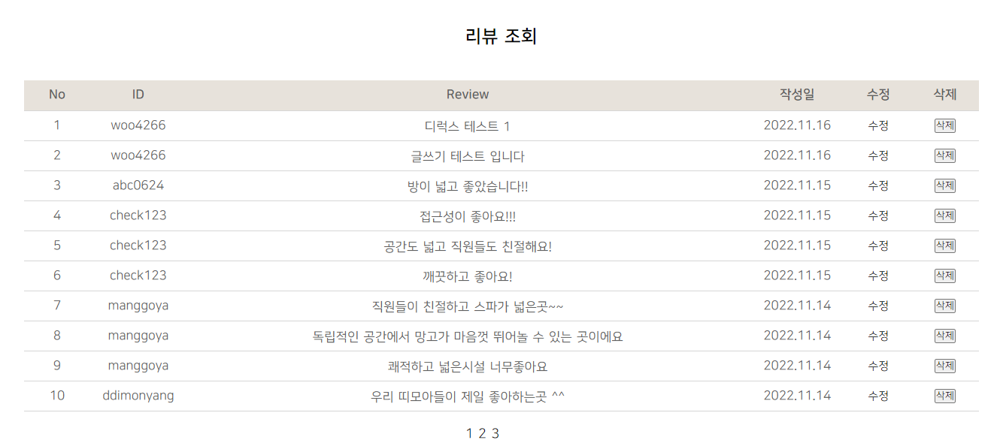 리뷰 조회
No ID Review 작성일 수정 삭제
1 woo4266 디럭스 테스트 1 2022.11.16 수정 삭제
2 woo4266 글쓰기 테스트 입니다 2022.11.16 수정 삭제
3 abc0624 방이 넓고 좋았습니다!! 2022.11.15 수정 삭제
4 check123 접근성이 좋아요!!! 2022.11.15 수정 삭제
5 check123 공간도 넓고 직원들도 친절해요! 2022.11.15 수정 삭제
6 check123 깨끗하고 좋아요! 2022.11.15 수정 삭제
7 manggoya 직원들이 친절하고 스파가 넓은곳~~ 2022.11.14 수정 삭제
8 manggoya 독립적인 공간에서 망고가 마음껏 뛰어놀 수 있는 곳이에요 2022.11.14 수정 삭제
9 manggoya 쾌적하고 넓은시설 너무좋아요 2022.11.14 수정 삭제
10 ddimonyang 우리 띠모아들이 제일 좋아하는곳 ^^ 2022.11.14 수정 삭제
1 2 3